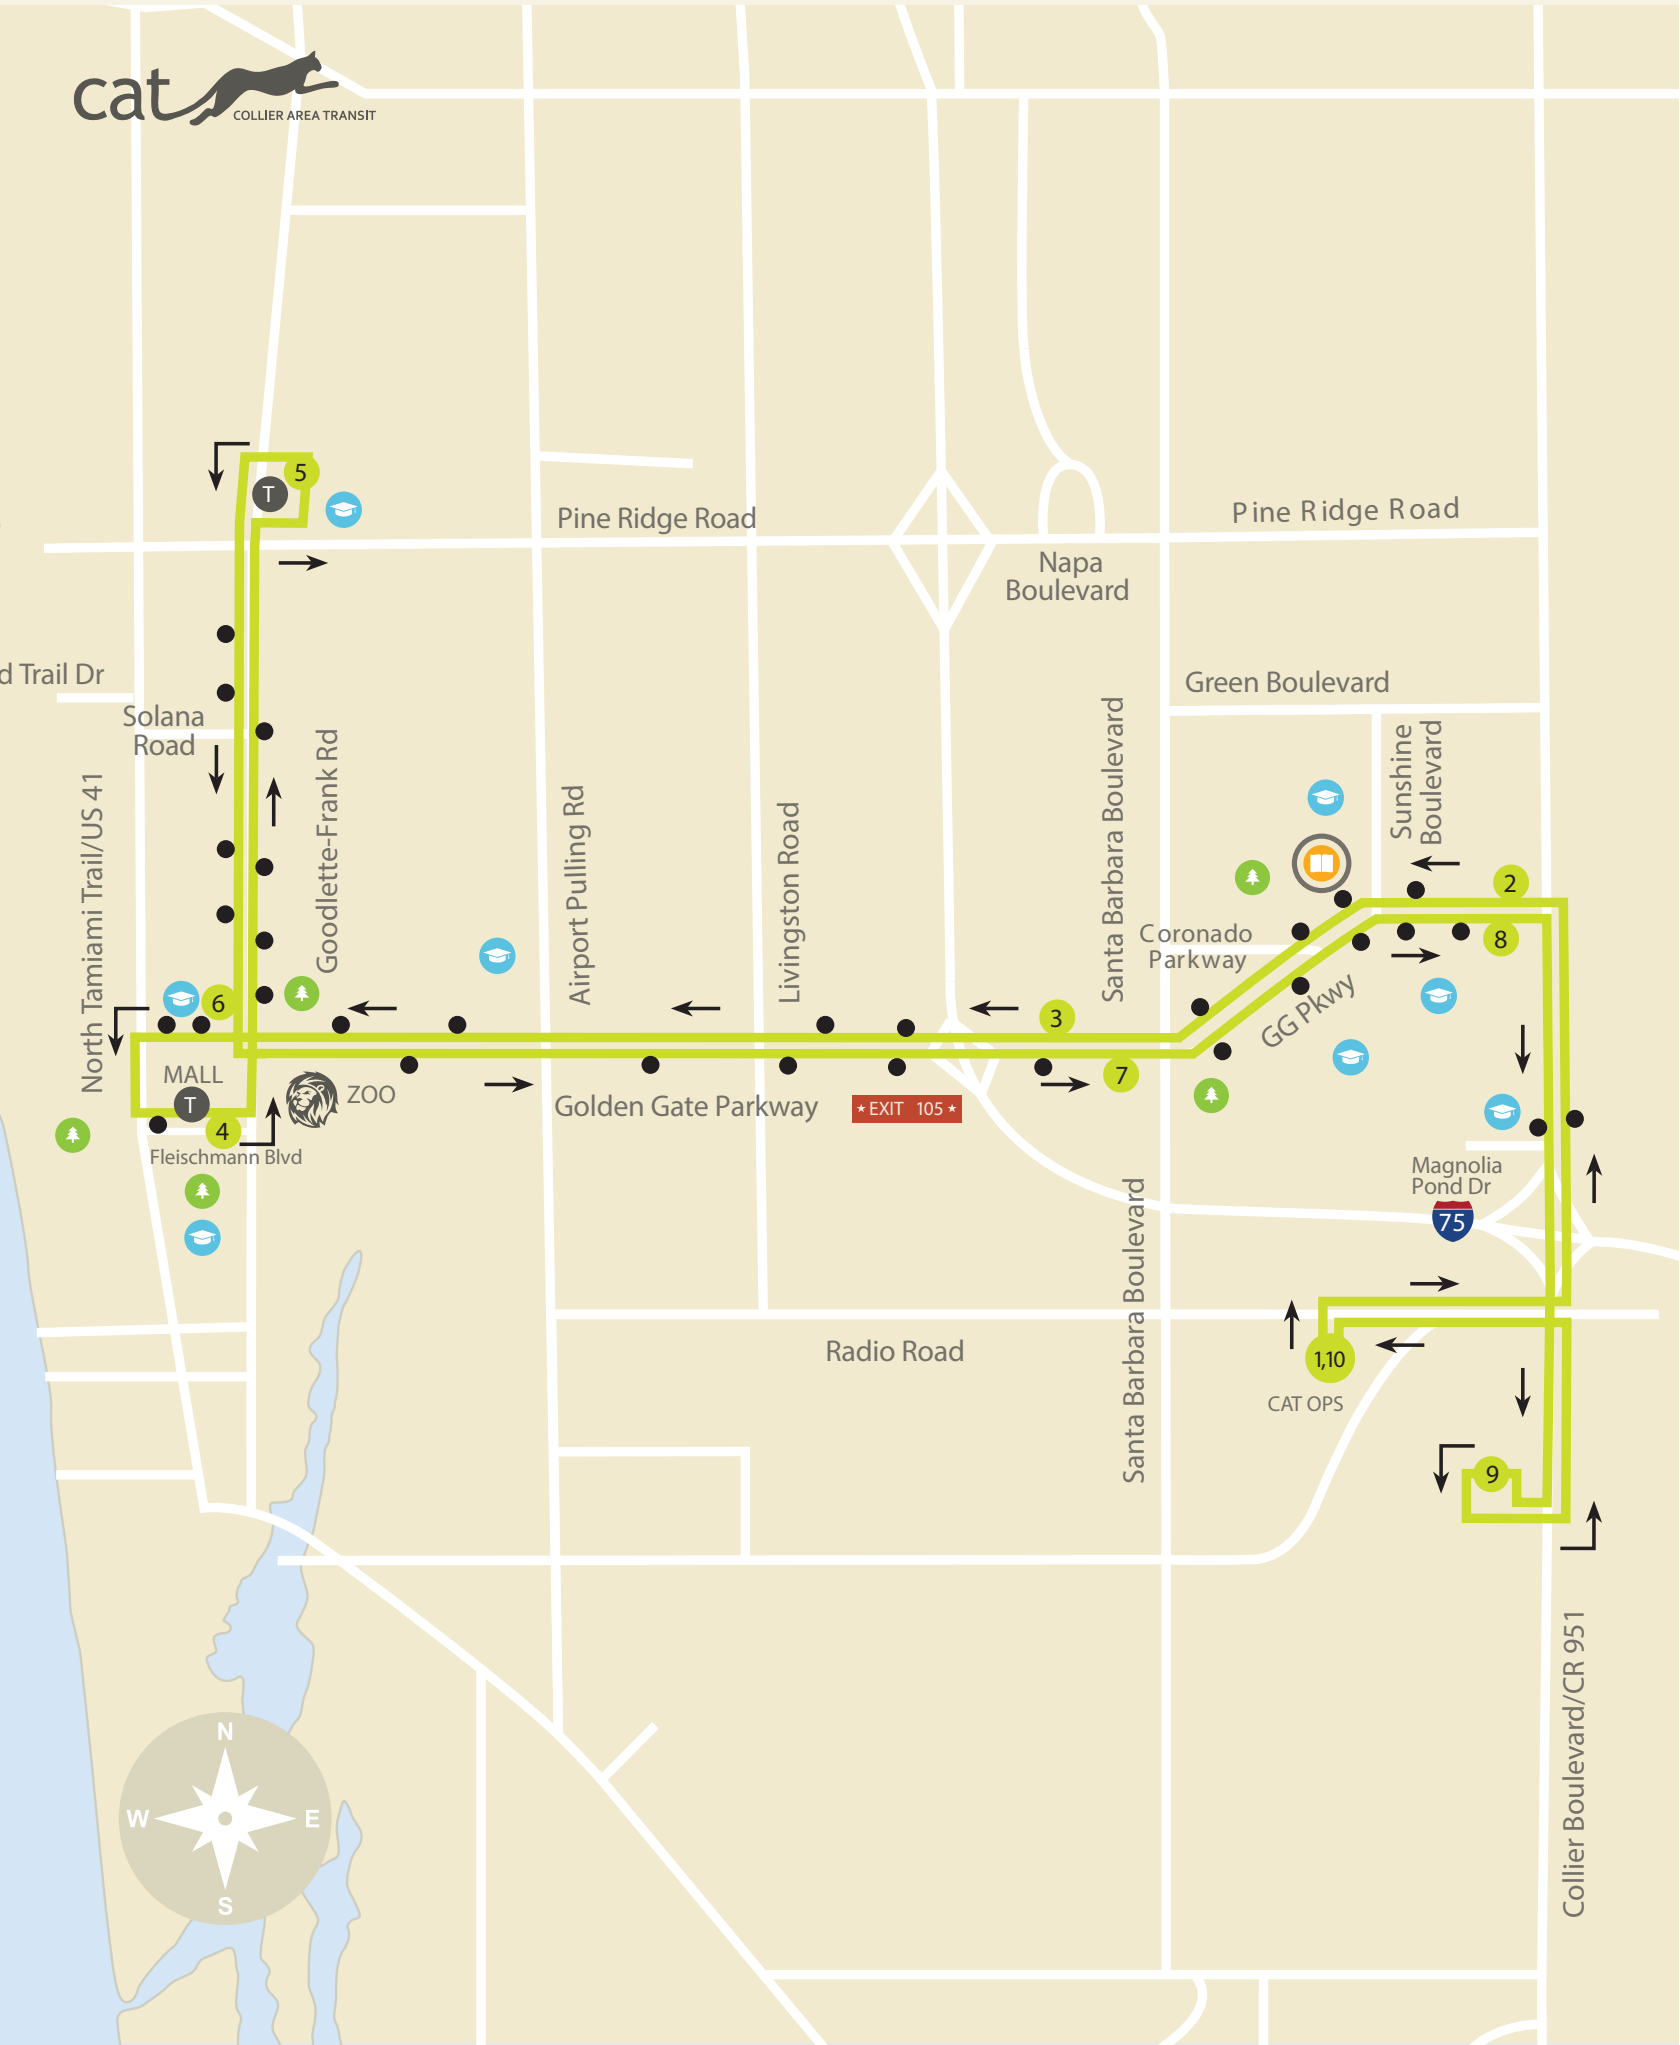 cat
COLLIER AREA TRANSIT
5
T
Pine Ridge Road
Pine Ridge Road
Napa
Boulevard
d Trail Dr
Solana
Road
Green Boulevard
Sunshine
Boulevard
Santa Barbara Boulevard
North Tamiami Trail/US 41
Goodlette-Frank Rd
Airport Pulling Rd
Livingston Road
2
8
Coronado
Parkway
GG Pkwy
6
3
7
MALL
T
ZOO
4
Fleischmann Blvd
Golden Gate Parkway
EXIT 105
Magnolia
Pond Dr
75
Santa Barbara Boulevard
Radio Road
1,10
CAT OPS
9
Collier Boulevard/CR 951
N
W
E
S